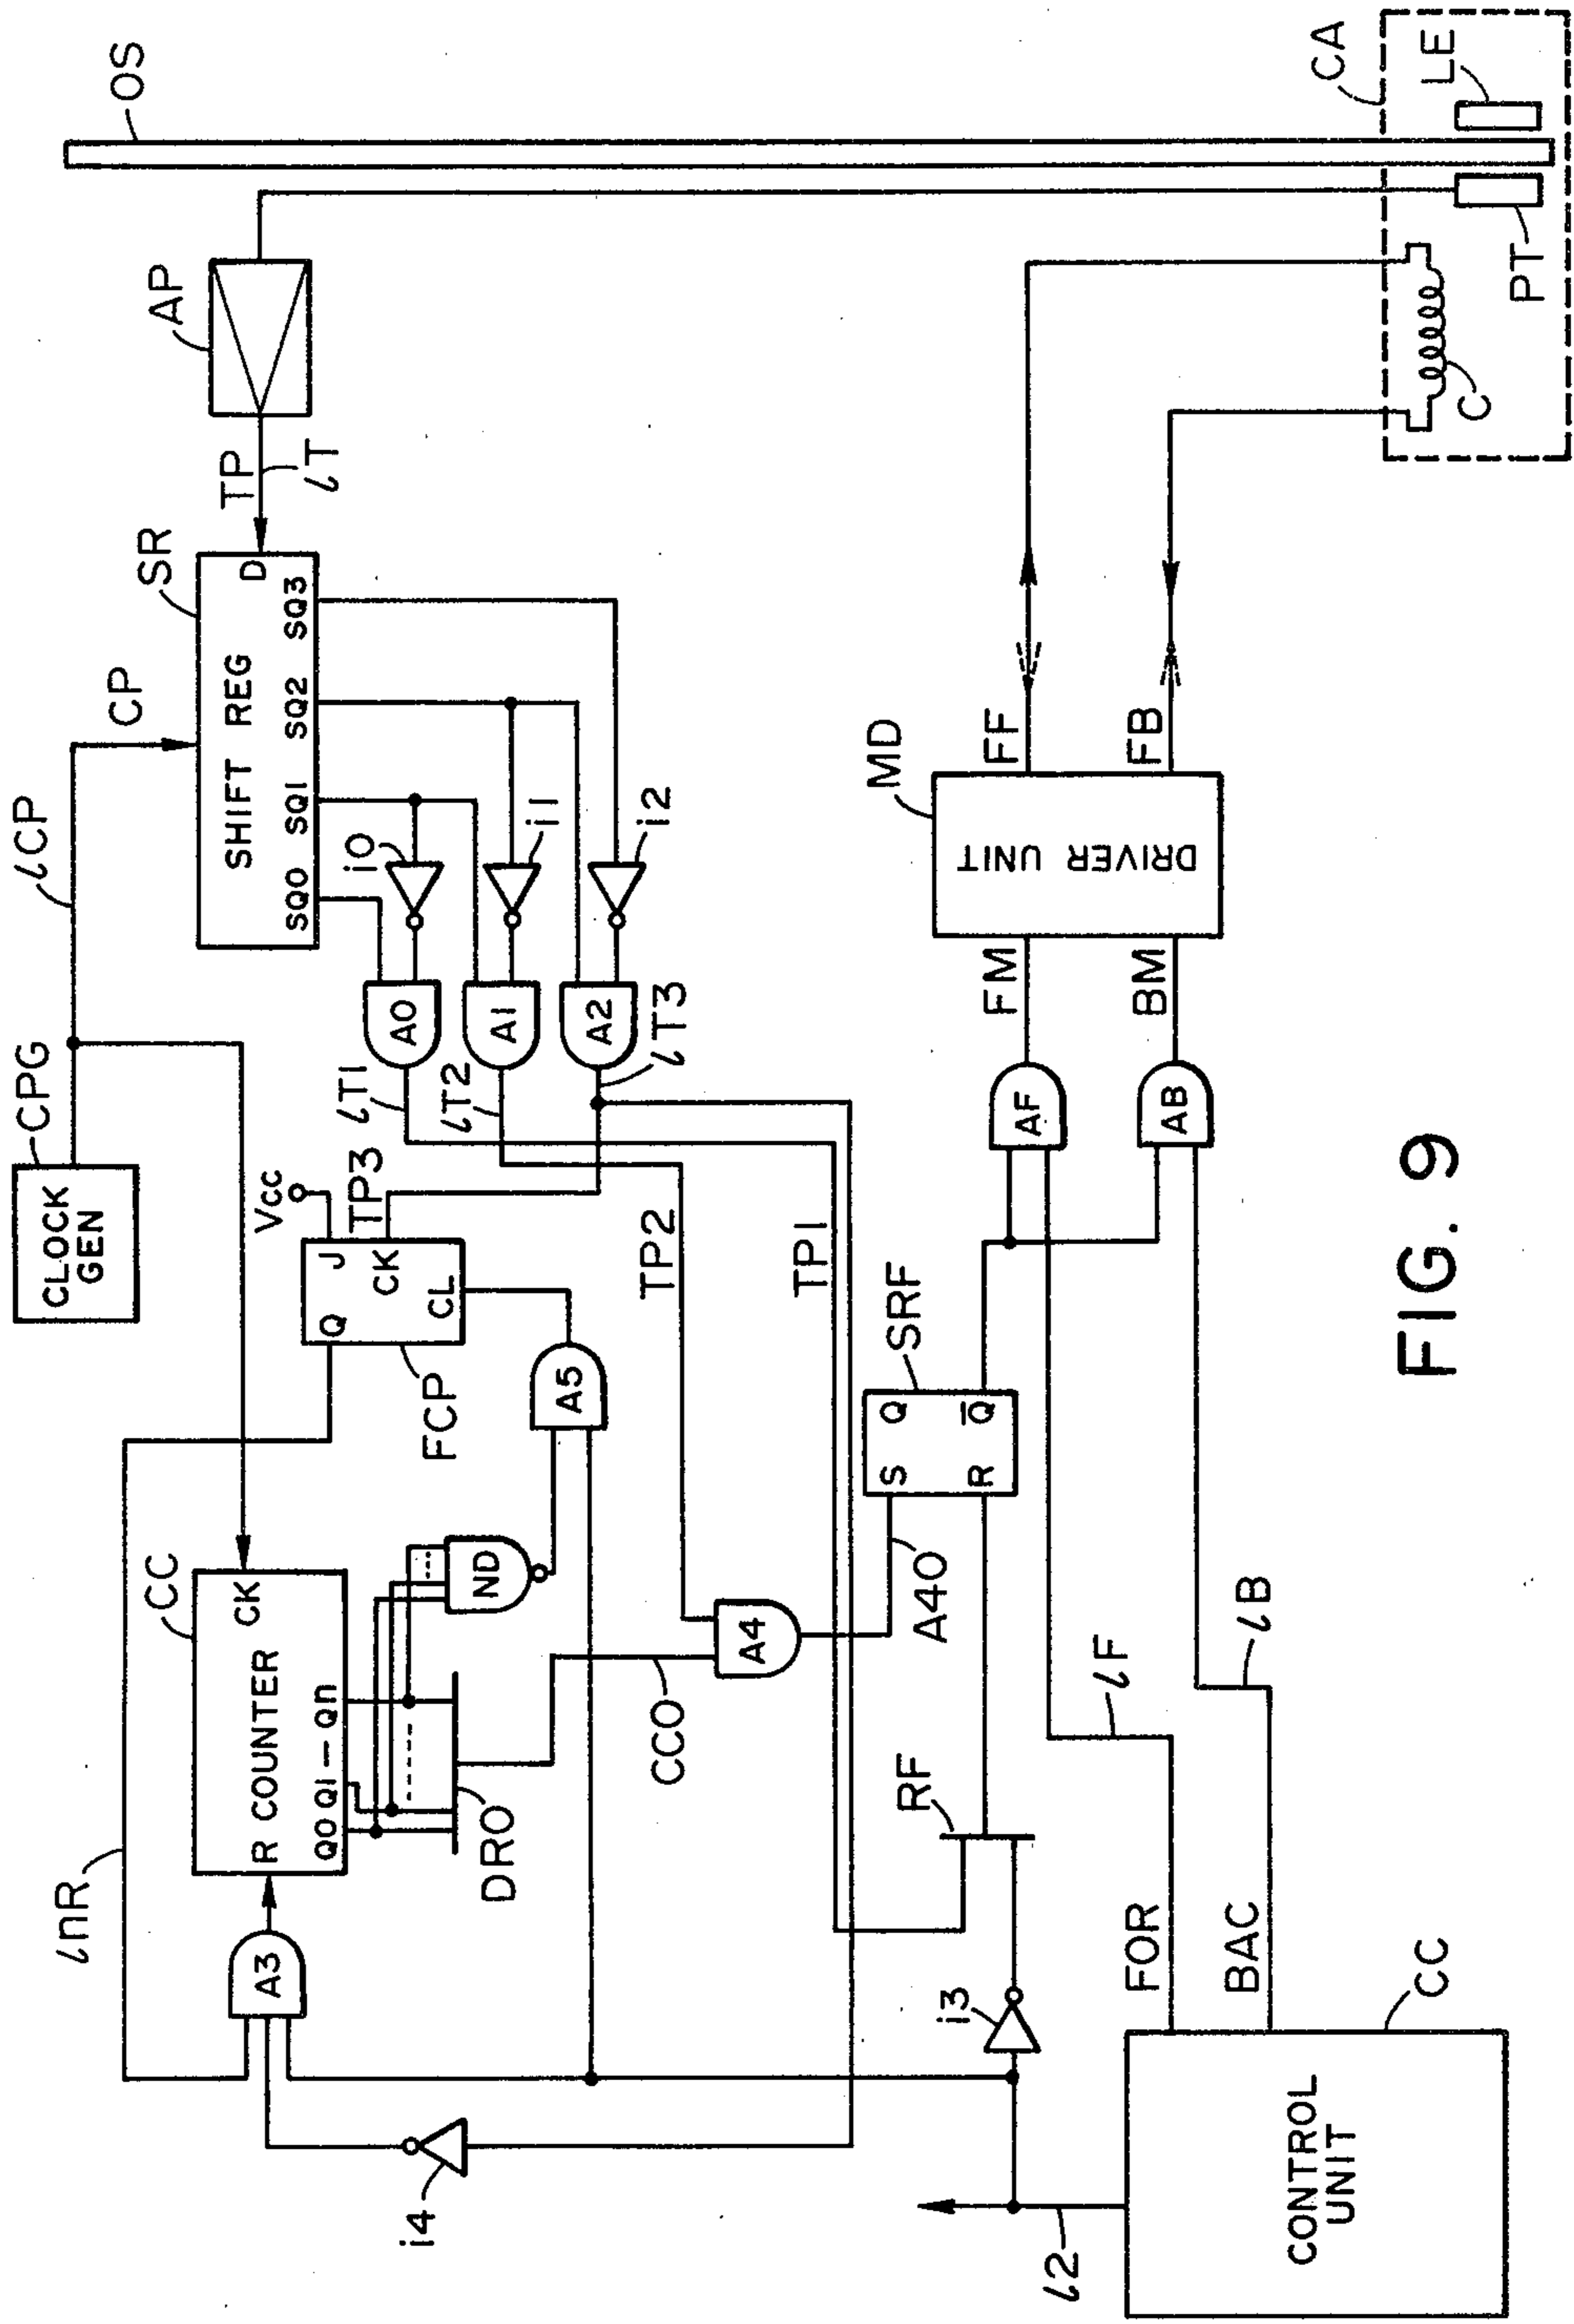 OS
CA
LE
PT
C
AP
TP
ℓT
SR
D
SHIFT REG
SQ0 SQ1 SQ2 SQ3
CP
ℓCP
CPG
CLOCK
GEN
i0
i1
i2
A0
A1
A2
ℓT1
ℓT2
ℓT3
Vcc
TP3
J
CK
CL
Q
FCP
A5
TP2
TP1
CC
CK
R COUNTER
Q0 Q1 — Qn
ND
DRO
CCO
A4
A40
ℓnR
A3
i4
SRF
S Q
R Q̅
RF
i3
MD
DRIVER UNIT
FF
FB
FM
BM
AF
AB
ℓF
ℓB
FOR
BAC
CC
CONTROL
UNIT
ℓ2
FIG. 9